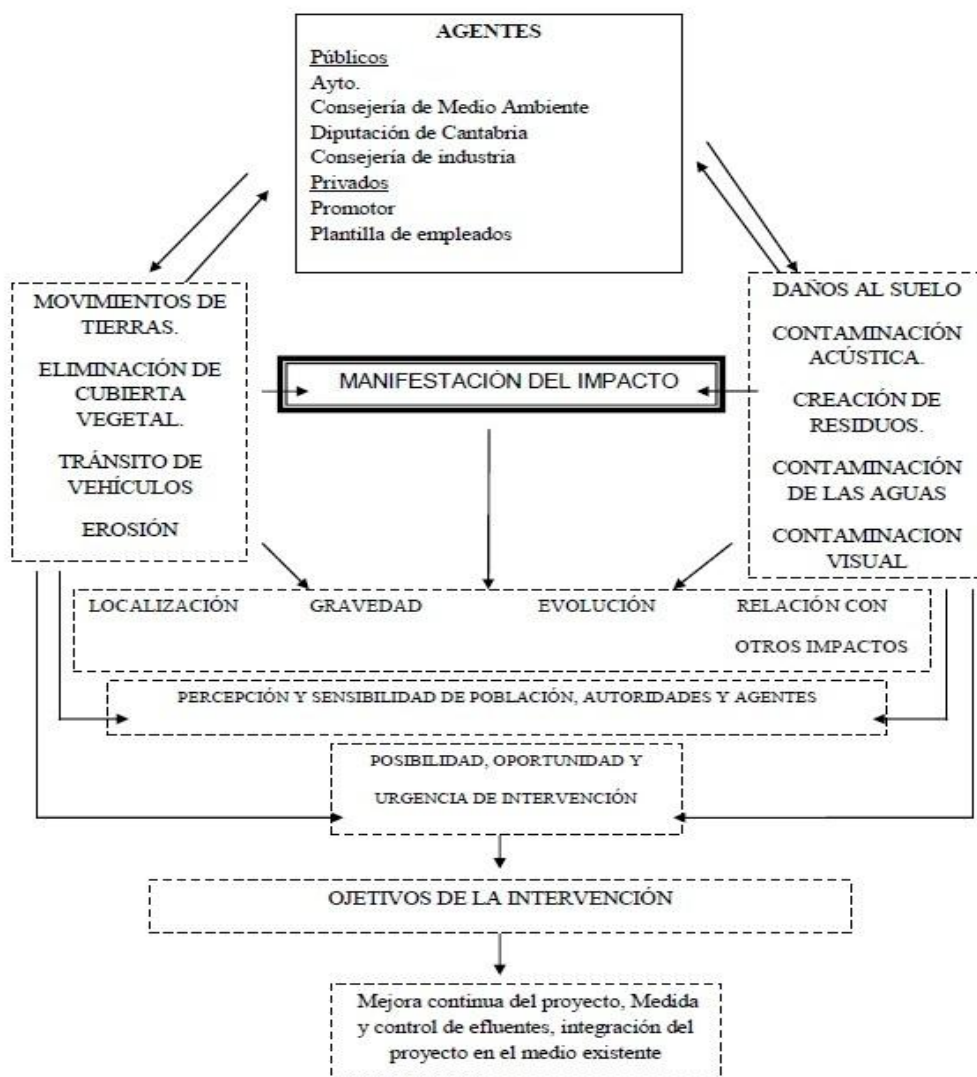 AGENTES
Públicos
Ayto.
Consejería de Medio Ambiente
Diputación de Cantabria
Consejería de industria
Privados
Promotor
Plantilla de empleados
MOVIMIENTOS DE
TIERRAS.
ELIMINACIÓN DE
CUBIERTA
VEGETAL.
TRÁNSITO DE
VEHÍCULOS
EROSIÓN
MANIFESTACIÓN DEL IMPACTO
DAÑOS AL SUELO
CONTAMINACIÓN
ACÚSTICA.
CREACIÓN DE
RESIDUOS.
CONTAMINACIÓN
DE LAS AGUAS
CONTAMINACION
VISUAL
LOCALIZACIÓN GRAVEDAD EVOLUCIÓN RELACIÓN CON
OTROS IMPACTOS
PERCEPCIÓN Y SENSIBILIDAD DE POBLACIÓN, AUTORIDADES Y AGENTES
POSIBILIDAD, OPORTUNIDAD Y
URGENCIA DE INTERVENCIÓN
OJETIVOS DE LA INTERVENCIÓN
Mejora continua del proyecto, Medida
y control de efluentes, integración del
proyecto en el medio existente